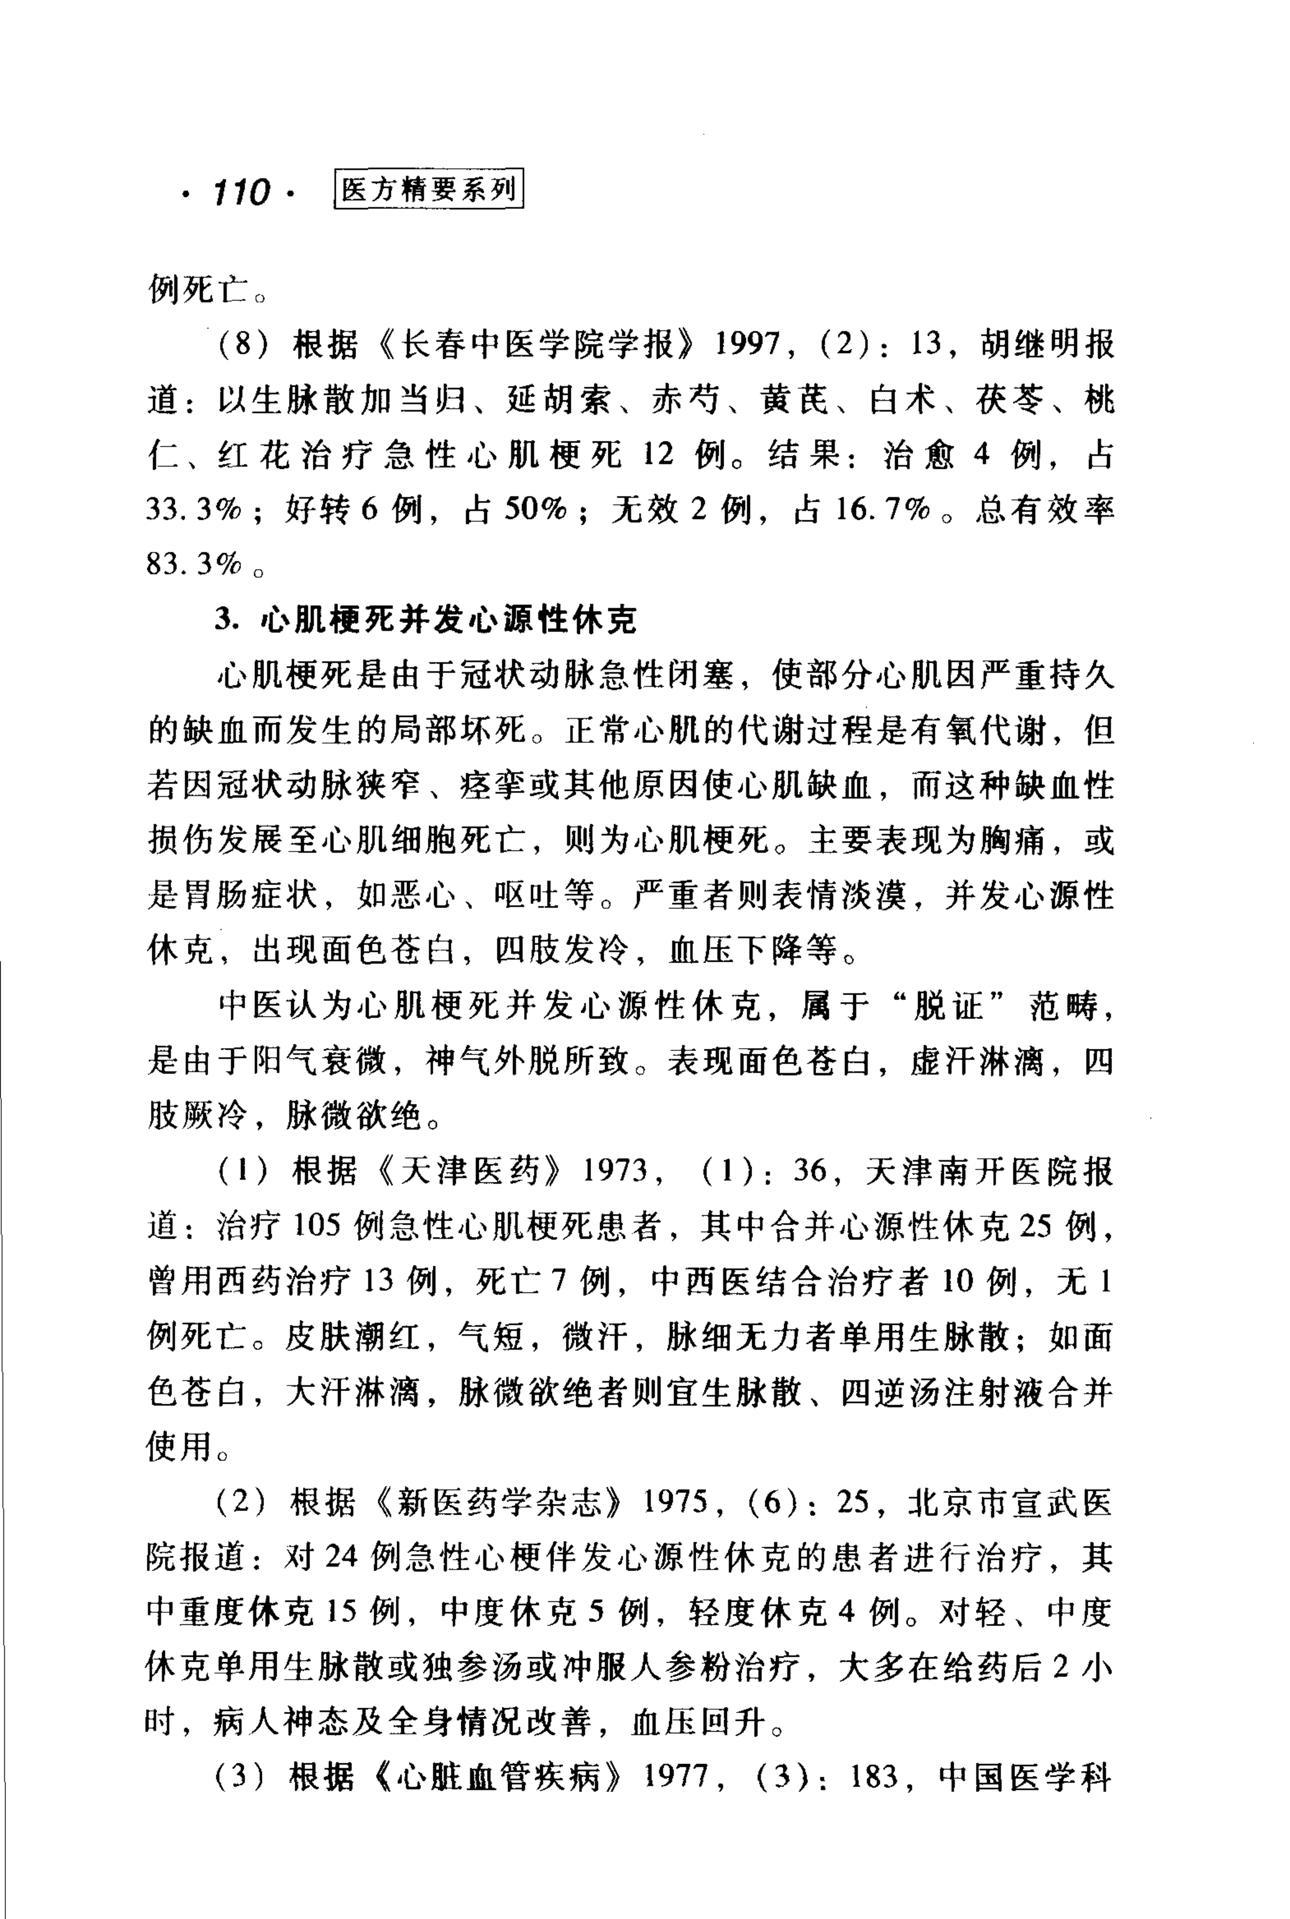 · 110 · 医方精要系列
例死亡。
(8) 根据《长春中医学院学报》1997，(2)：13，胡继明报
道：以生脉散加当归、延胡索、赤芍、黄芪、白术、茯苓、桃
仁、红花治疗急性心肌梗死 12 例。结果：治愈 4 例，占
33.3%；好转 6 例，占 50%；无效 2 例，占 16.7%。总有效率
83.3%。
3. 心肌梗死并发心源性休克
心肌梗死是由于冠状动脉急性闭塞，使部分心肌因严重持久
的缺血而发生的局部坏死。正常心肌的代谢过程是有氧代谢，但
若因冠状动脉狭窄、痉挛或其他原因使心肌缺血，而这种缺血性
损伤发展至心肌细胞死亡，则为心肌梗死。主要表现为胸痛，或
是胃肠症状，如恶心、呕吐等。严重者则表情淡漠，并发心源性
休克，出现面色苍白，四肢发冷，血压下降等。
中医认为心肌梗死并发心源性休克，属于“脱证”范畴，
是由于阳气衰微，神气外脱所致。表现面色苍白，虚汗淋漓，四
肢厥冷，脉微欲绝。
(1) 根据《天津医药》1973，(1)：36，天津南开医院报
道：治疗 105 例急性心肌梗死患者，其中合并心源性休克 25 例，
曾用西药治疗 13 例，死亡 7 例，中西医结合治疗者 10 例，无 1
例死亡。皮肤潮红，气短，微汗，脉细无力者单用生脉散；如面
色苍白，大汗淋漓，脉微欲绝者则宜生脉散、四逆汤注射液合并
使用。
(2) 根据《新医药学杂志》1975，(6)：25，北京市宣武医
院报道：对 24 例急性心梗伴发心源性休克的患者进行治疗，其
中重度休克 15 例，中度休克 5 例，轻度休克 4 例。对轻、中度
休克单用生脉散或独参汤或冲服人参粉治疗，大多在给药后 2 小
时，病人神态及全身情况改善，血压回升。
(3) 根据《心脏血管疾病》1977，(3)：183，中国医学科